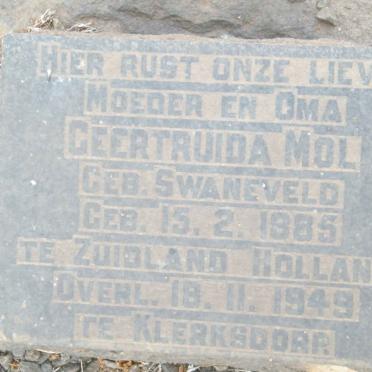 HIER RUST ONZE LIEV
MOEDER EN OMA
GEERTRUIDA MOL
GEB. SWANEVELD
GEB. 15. 2. 1885
TE ZUIDLAND HOLLAN
OVERL. 18. 11. 1949
TE KLERKSDORP.